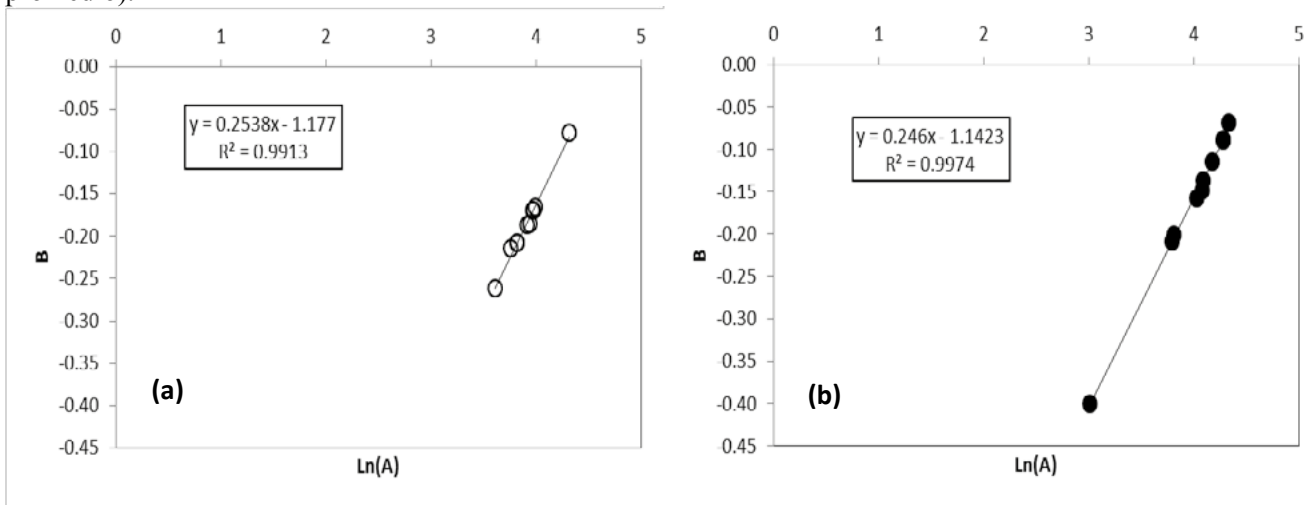 0 1 2 3 4 5
0.00
-0.05
-0.10
-0.15
-0.20
-0.25
-0.30
-0.35
-0.40
-0.45
B
y = 0.2538x - 1.177
R² = 0.9913
(a)
Ln(A)
0 1 2 3 4 5
0.00
-0.05
-0.10
-0.15
-0.20
-0.25
-0.30
-0.35
-0.40
-0.45
B
y = 0.246x - 1.1423
R² = 0.9974
(b)
Ln(A)